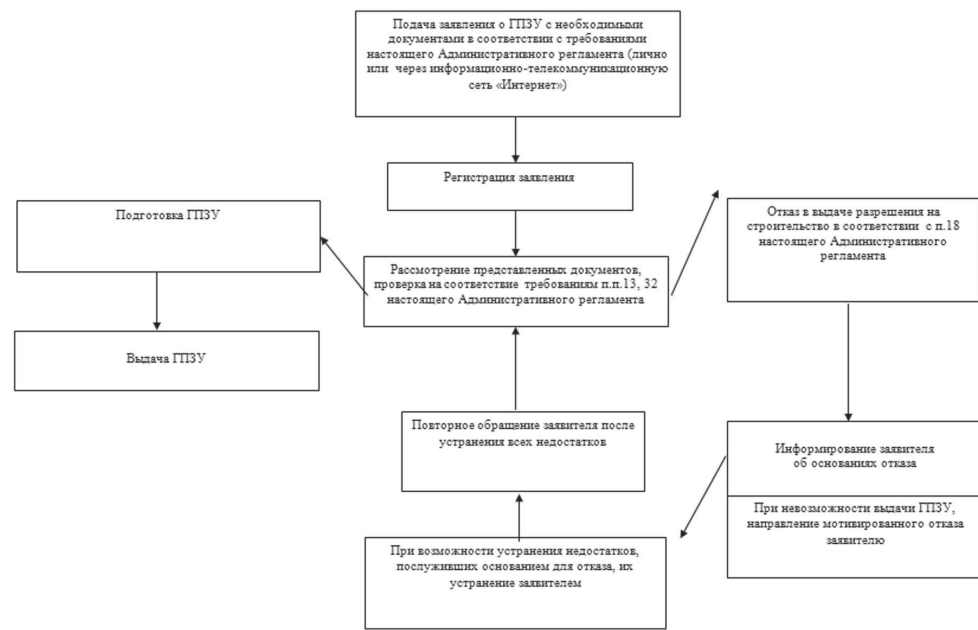 Подача заявления о ГПЗУ с необходимыми
документами в соответствии с требованиями
настоящего Административного регламента (лично
или через информационно-телекоммуникационную
сеть «Интернет»)
Регистрация заявления
Подготовка ГПЗУ
Отказ в выдаче разрешения на
строительство в соответствии с п.18
настоящего Административного
регламента
Рассмотрение представленных документов,
проверка на соответствие требованиям п.п.13, 32
настоящего Административного регламента
Выдача ГПЗУ
Повторное обращение заявителя после
устранения всех недостатков
Информирование заявителя
об основаниях отказа
При невозможности выдачи ГПЗУ,
направление мотивированного отказа
заявителю
При возможности устранения недостатков,
послуживших основанием для отказа, их
устранение заявителем